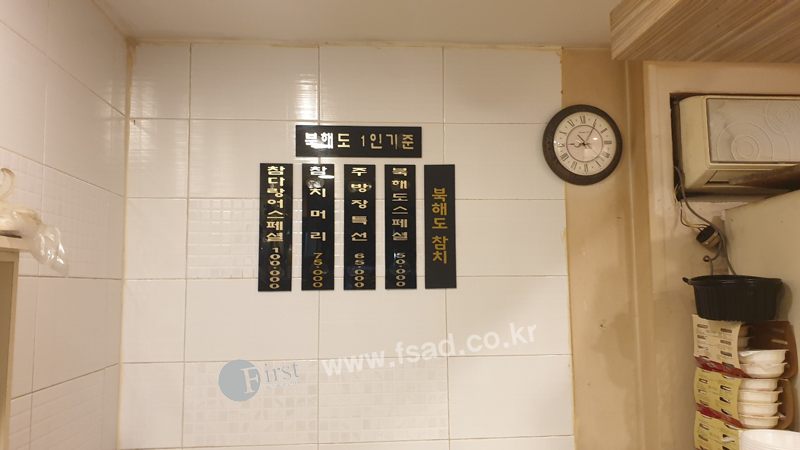 북해도 1인기준
참다랑어스페셜 100.000
참치머리 75.000
주방장특선 65.000
북해도스페셜 50.000
북해도 참치
First
www.fsad.co.kr